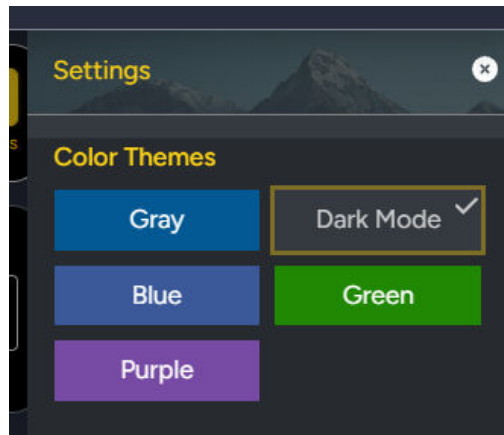 Settings
s
Color Themes
Gray
Dark Mode
Blue
Green
Purple